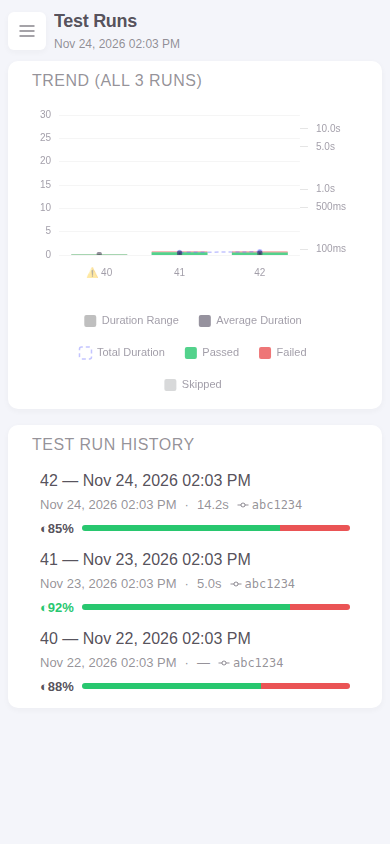 Test Runs
Nov 24, 2026 02:03 PM
TREND (ALL 3 RUNS)
30
25
20
15
10
5
0
10.0s
5.0s
1.0s
500ms
100ms
40
41
42
Duration Range
Average Duration
Total Duration
Passed
Failed
Skipped
TEST RUN HISTORY
42 — Nov 24, 2026 02:03 PM
Nov 24, 2026 02:03 PM · 14.2s abc1234
85%
41 — Nov 23, 2026 02:03 PM
Nov 23, 2026 02:03 PM · 5.0s abc1234
92%
40 — Nov 22, 2026 02:03 PM
Nov 22, 2026 02:03 PM · — abc1234
88%